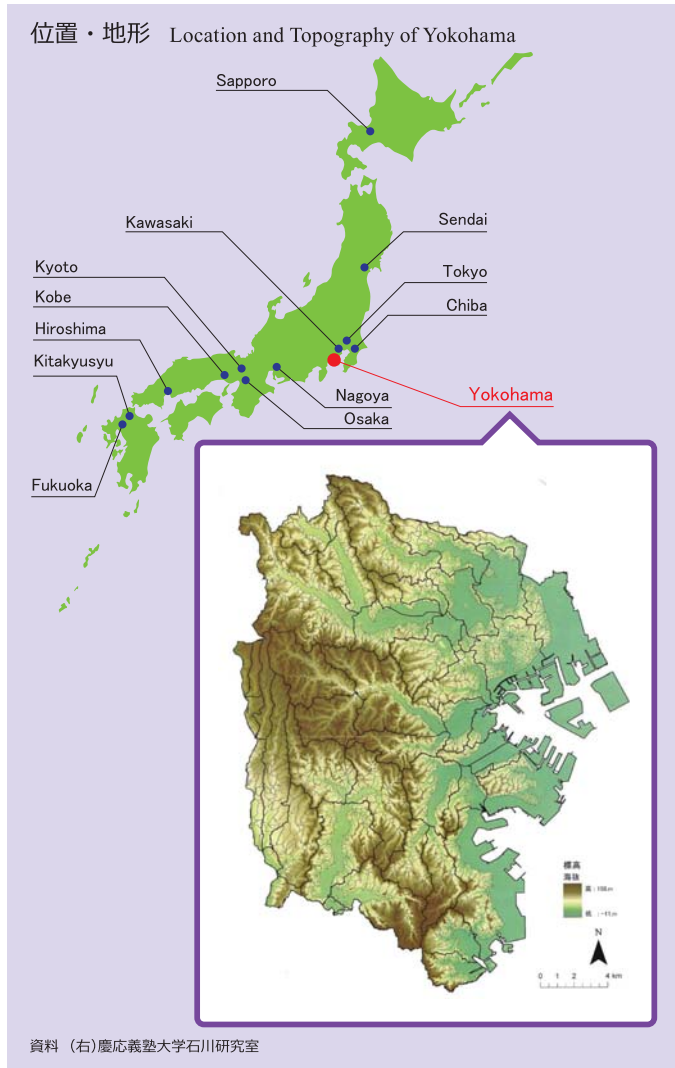 位置・地形 Location and Topography of Yokohama
Sapporo
Kawasaki
Sendai
Kyoto
Tokyo
Kobe
Chiba
Hiroshima
Kitakyusyu
Nagoya
Yokohama
Osaka
Fukuoka
標高
海抜
高：
低：
N
0 1 2 4 km
資料 （右）慶応義塾大学石川研究室